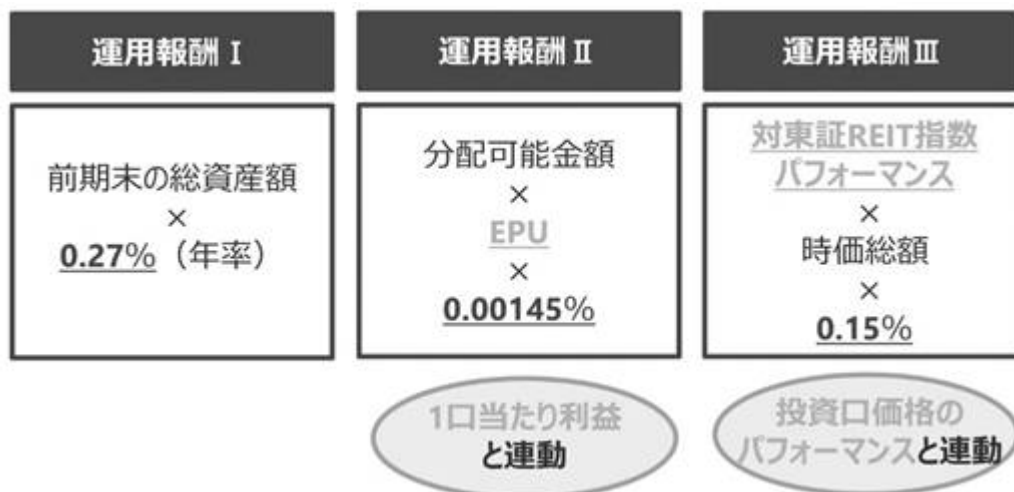 運用報酬 I
前期末の総資産額
×
0.27%（年率）
運用報酬 Ⅱ
分配可能金額
×
EPU
×
0.00145%
1口当たり利益
と連動
運用報酬 Ⅲ
対東証REIT指数
パフォーマンス
×
時価総額
×
0.15%
投資口価格の
パフォーマンスと連動